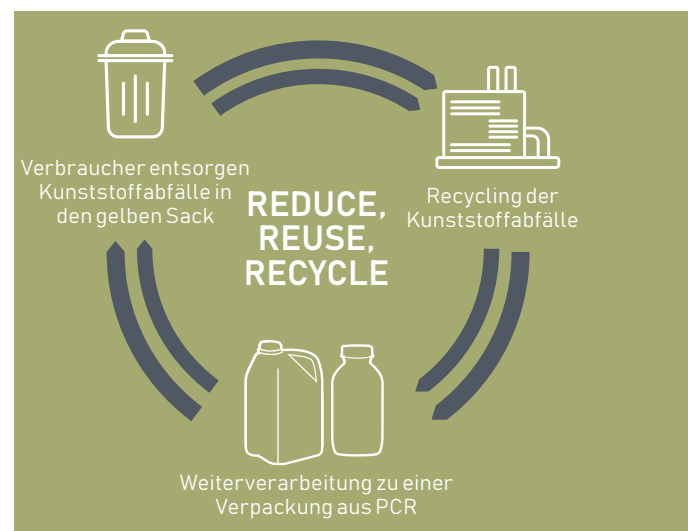 Verbraucher entsorgen
Kunststoffabfälle in
den gelben Sack
REDUCE,
REUSE,
RECYCLE
Recycling der
Kunststoffabfälle
Weiterverarbeitung zu einer
Verpackung aus PCR